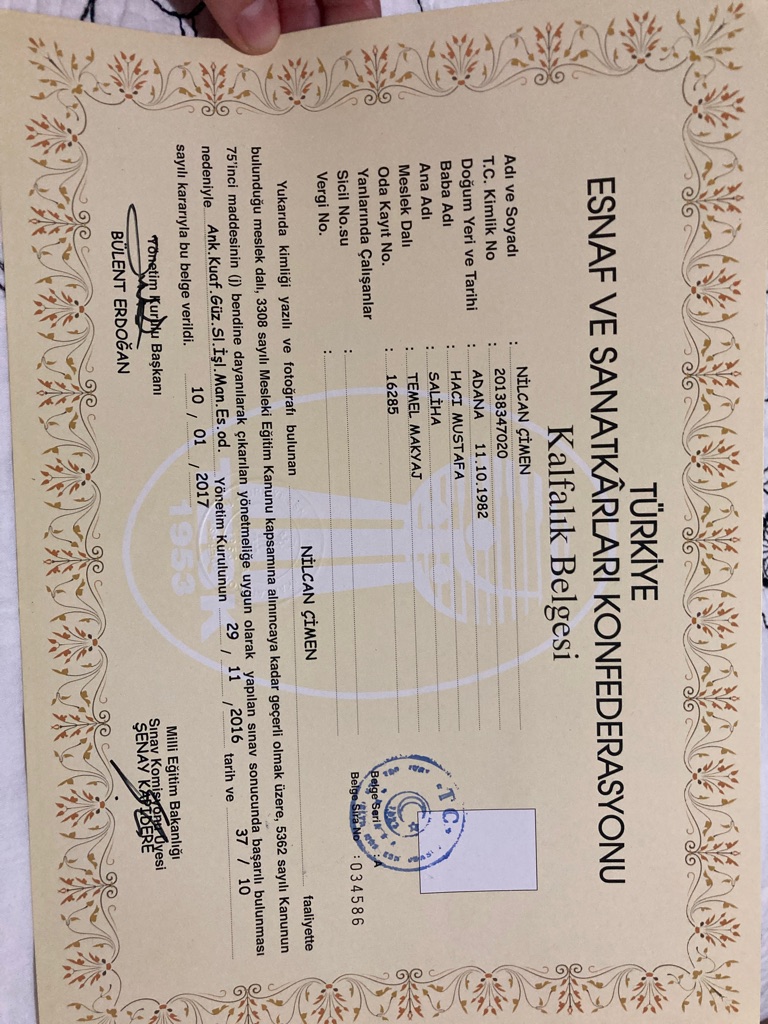 TÜRKİYE
ESNAF VE SANATKÂRLARI KONFEDERASYONU
Kalfalık Belgesi
Adı ve Soyadı : NİLCAN ÇİMEN
T.C. Kimlik No : 20138347020
Doğum Yeri ve Tarihi : ADANA 11.10.1982
Baba Adı : HACI MUSTAFA
Ana Adı : SALİHA
Meslek Dalı : TEMEL MAKYAJ
Oda Kayıt No. : 16285
Yanlarında Çalışanlar
Sicil No.su :
Vergi No. :
T.C.
Belge Seri No : A
Belge Sıra No : 034586
Yukarıda kimliği yazılı ve fotoğrafı bulunan NİLCAN ÇİMEN faaliyette
bulunduğu meslek dalı, 3308 sayılı Mesleki Eğitim Kanunu kapsamına alınıncaya kadar geçerli olmak üzere, 5362 sayılı Kanunun
75'inci maddesinin (j) bendine dayanılarak çıkarılan yönetmeliğe uygun olarak yapılan sınav sonucunda başarılı bulunması
nedeniyle Ank.Kuaf.Güz.Sl.İşl.Man.Es.od. Yönetim Kurulunun 29 / 11 / 2016 tarih ve 37 / 10
sayılı kararıyla bu belge verildi. 10 / 01 / 2017
Yönetim Kurulu Başkanı
BÜLENT ERDOĞAN
Milli Eğitim Bakanlığı
Sınav Komisyonu Üyesi
ŞENAY
1953